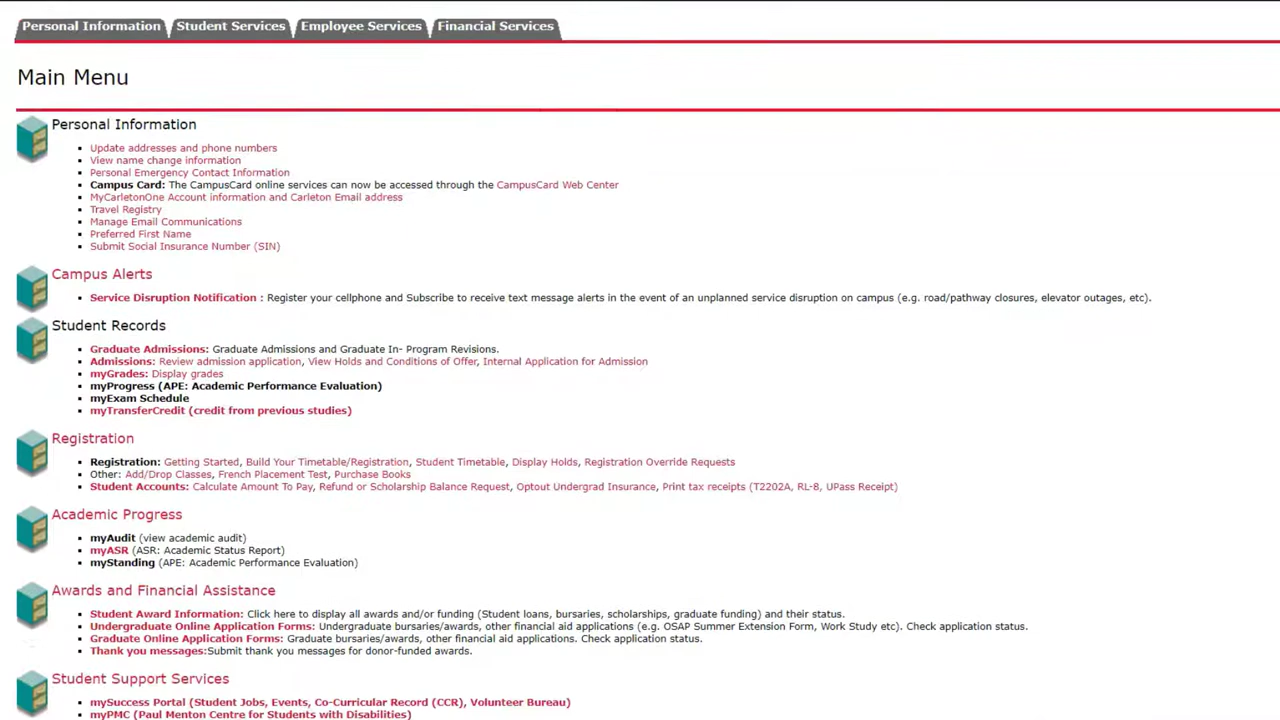 Personal Information Student Services Employee Services Financial Services
Main Menu
Personal Information
Update addresses and phone numbers
View name change information
Personal Emergency Contact Information
Campus Card: The CampusCard online services can now be accessed through the CampusCard Web Center
MyCarletonOne Account information and Carleton Email address
Travel Registry
Manage Email Communications
Preferred First Name
Submit Social Insurance Number (SIN)
Campus Alerts
Service Disruption Notification : Register your cellphone and Subscribe to receive text message alerts in the event of an unplanned service disruption on campus (e.g. road/pathway closures, elevator outages, etc).
Student Records
Graduate Admissions: Graduate Admissions and Graduate In- Program Revisions.
Admissions: Review admission application, View Holds and Conditions of Offer, Internal Application for Admission
myGrades: Display grades
myProgress (APE: Academic Performance Evaluation)
myExam Schedule
myTransferCredit (credit from previous studies)
Registration
Registration: Getting Started, Build Your Timetable/Registration, Student Timetable, Display Holds, Registration Override Requests
Other: Add/Drop Classes, French Placement Test, Purchase Books
Student Accounts: Calculate Amount To Pay, Refund or Scholarship Balance Request, Optout Undergrad Insurance, Print tax receipts (T2202A, RL-8, UPass Receipt)
Academic Progress
myAudit (view academic audit)
myASR (ASR: Academic Status Report)
myStanding (APE: Academic Performance Evaluation)
Awards and Financial Assistance
Student Award Information: Click here to display all awards and/or funding (Student loans, bursaries, scholarships, graduate funding) and their status.
Undergraduate Online Application Forms: Undergraduate bursaries/awards, other financial aid applications (e.g. OSAP Summer Extension Form, Work Study etc). Check application status.
Graduate Online Application Forms: Graduate bursaries/awards, other financial aid applications. Check application status.
Thank you messages:Submit thank you messages for donor-funded awards.
Student Support Services
mySuccess Portal (Student Jobs, Events, Co-Curricular Record (CCR), Volunteer Bureau)
myPMC (Paul Menton Centre for Students with Disabilities)